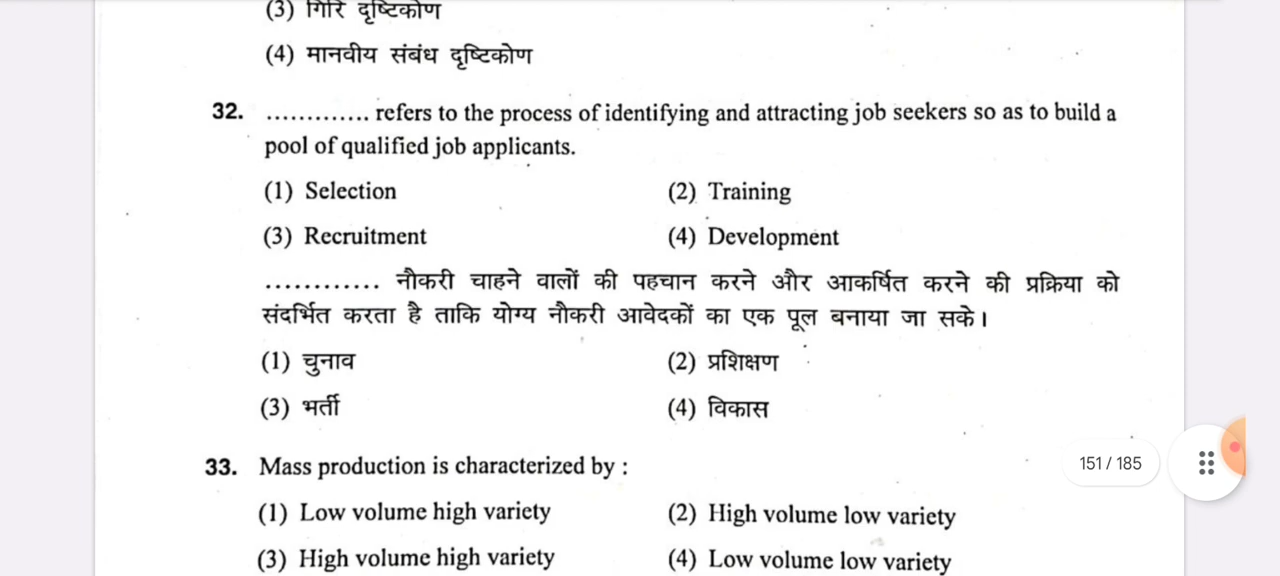 (3) गिरि दृष्टिकोण
(4) मानवीय संबंध दृष्टिकोण
32. ............. refers to the process of identifying and attracting job seekers so as to build a
pool of qualified job applicants.
(1) Selection (2) Training
(3) Recruitment (4) Development
............ नौकरी चाहने वालों की पहचान करने और आकर्षित करने की प्रक्रिया को
संदर्भित करता है ताकि योग्य नौकरी आवेदकों का एक पूल बनाया जा सके।
(1) चुनाव (2) प्रशिक्षण
(3) भर्ती (4) विकास
33. Mass production is characterized by :
151 / 185
(1) Low volume high variety (2) High volume low variety
(3) High volume high variety (4) Low volume low variety